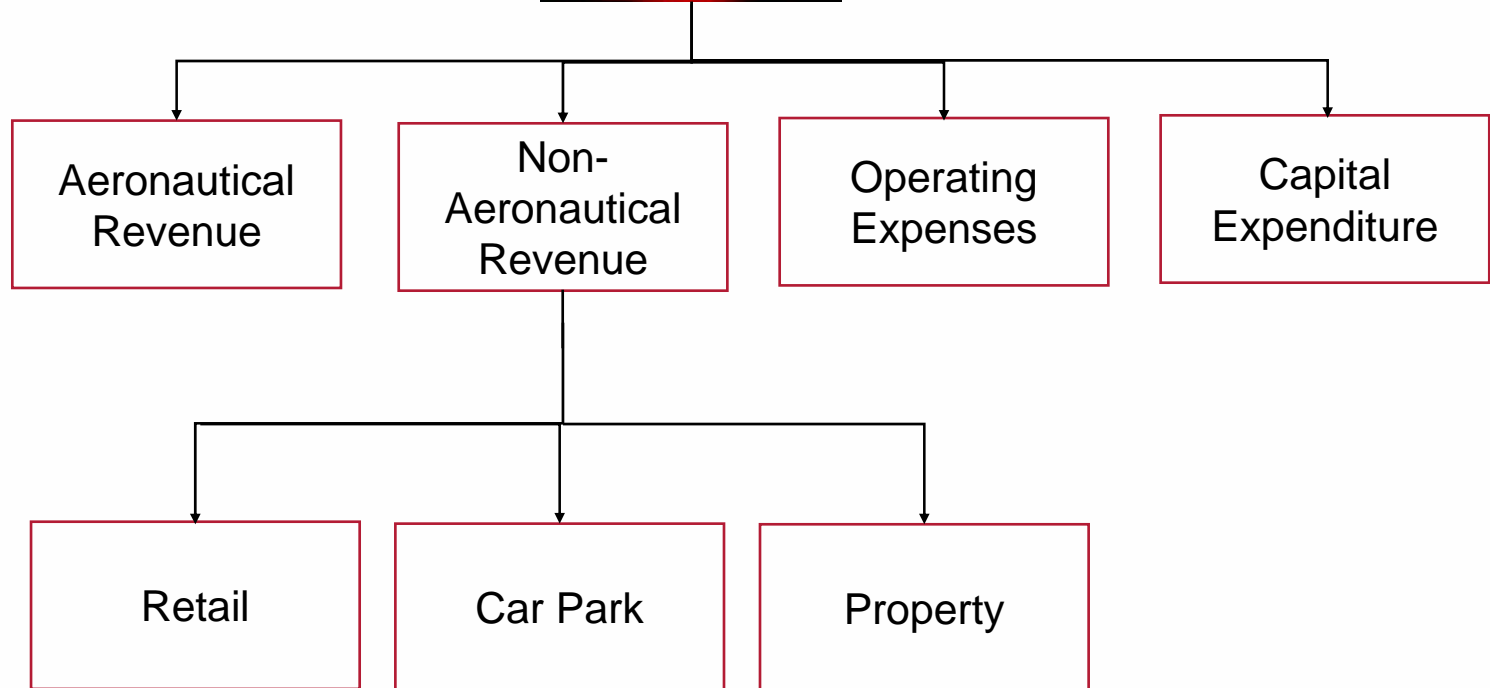 Aeronautical
Revenue
Non-
Aeronautical
Revenue
Operating
Expenses
Capital
Expenditure
Retail
Car Park
Property